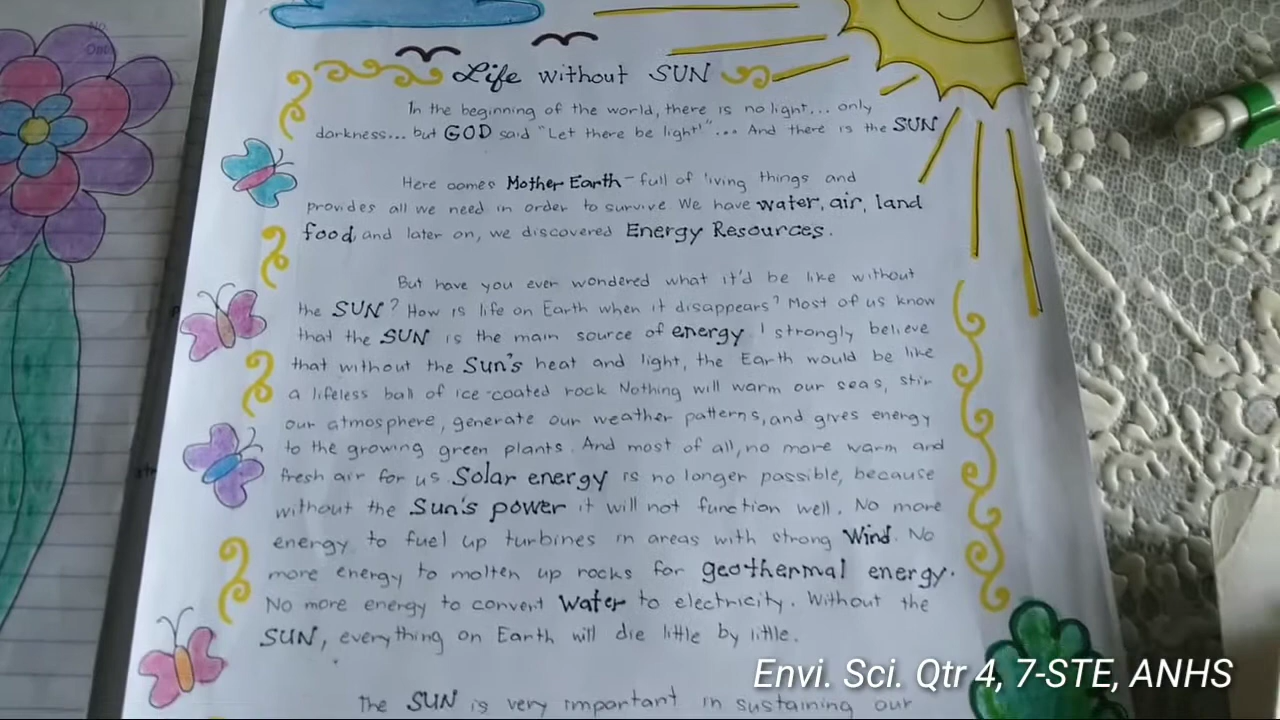 No
Life without SUN
In the beginning of the world, there is no light... only
darkness... but GOD said "Let there be light!"... And there is the SUN
Here comes Mother Earth - full of living things and
provides all we need in order to survive We have water, air, land
food, and later on, we discovered Energy Resources.
But have you ever wondered what it'd be like without
the SUN? How is life on Earth when it disappears? Most of us know
that the SUN is the main source of energy. I strongly believe
that without the Sun's heat and light, the Earth would be like
a lifeless ball of ice-coated rock Nothing will warm our seas, stir
our atmosphere, generate our weather patterns, and gives energy
to the growing green plants. And most of all, no more warm and
fresh air for us Solar energy is no longer possible, because
without the Sun's power it will not function well. No more
energy to fuel up turbines in areas with strong Wind. No
more energy to molten up rocks for geothermal energy.
No more energy to convert Water to electricity. Without the
SUN, everything on Earth will die little by little.
The SUN is very important in sustaining our
Envi. Sci. Qtr 4, 7-STE, ANHS